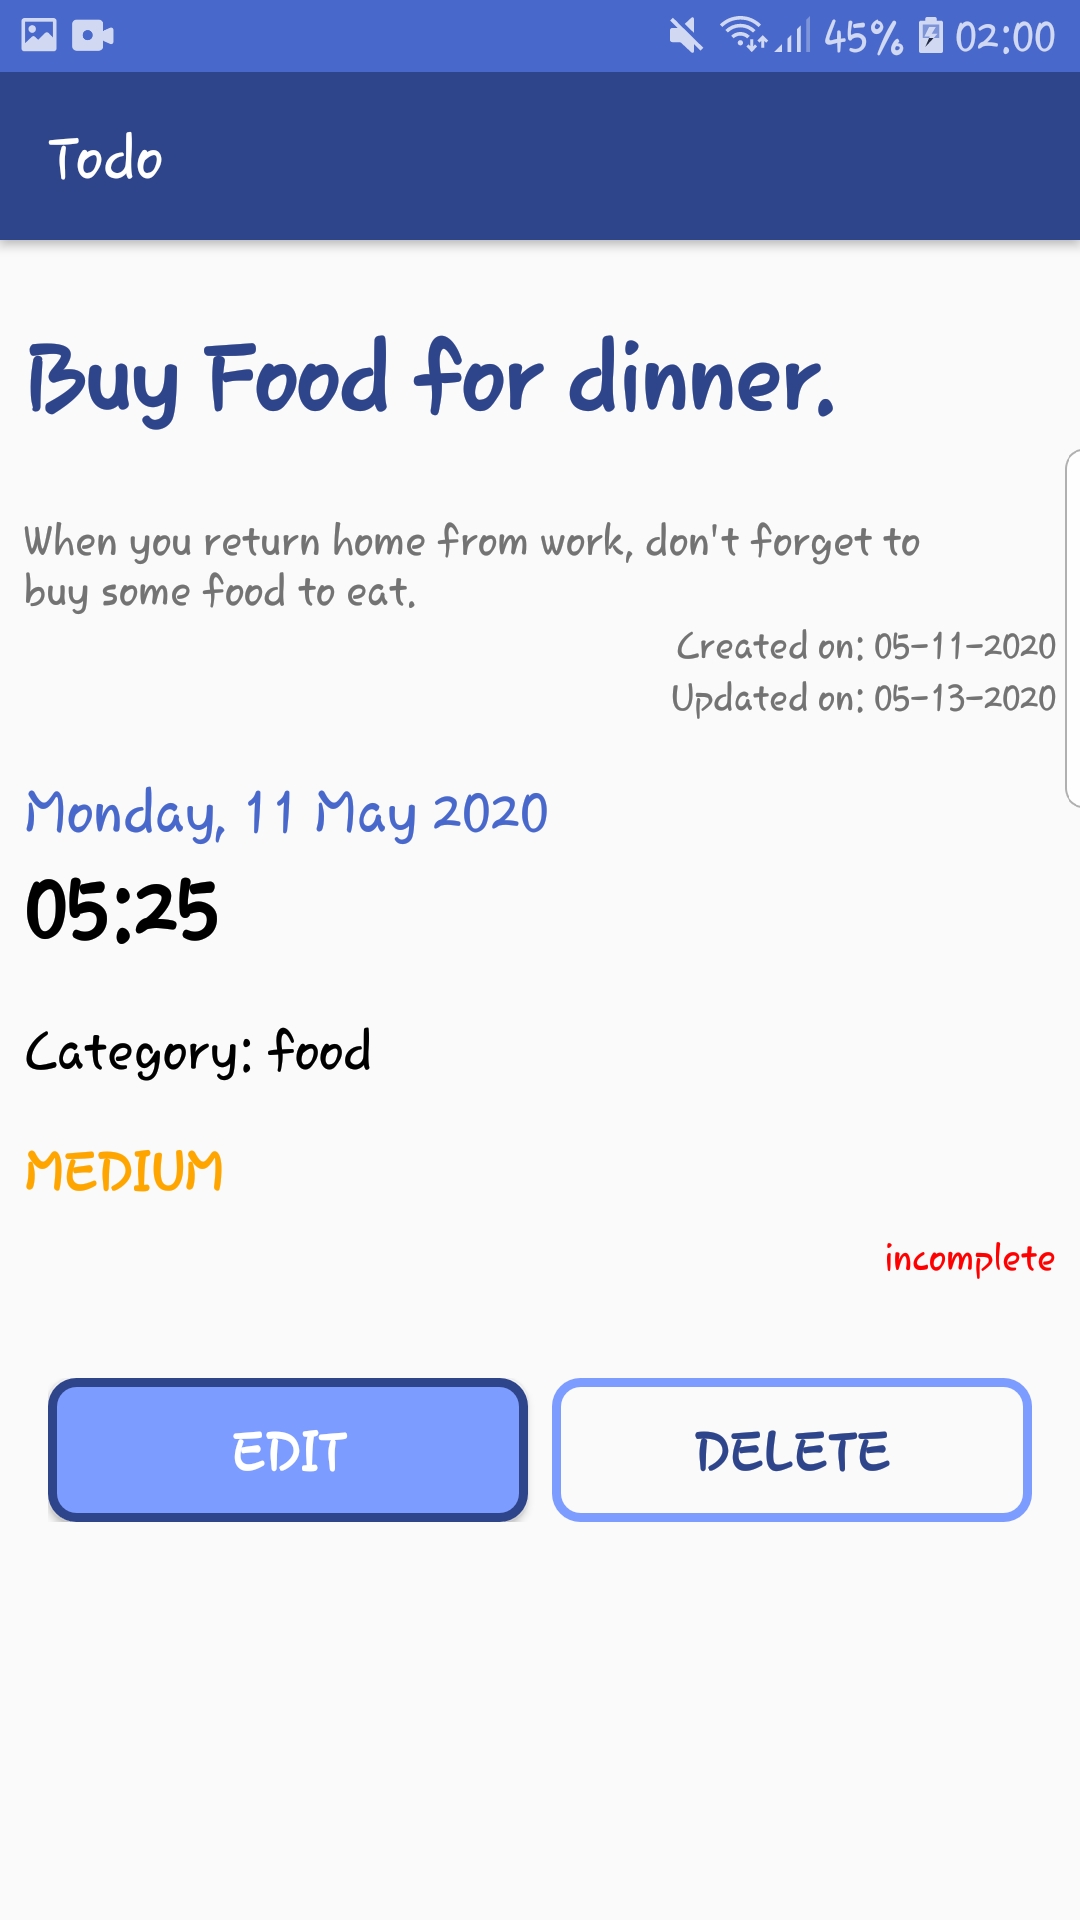 45% 02:00
Todo
Buy Food for dinner.
When you return home from work, don't forget to
buy some food to eat.
Created on: 05-11-2020
Updated on: 05-13-2020
Monday, 11 May 2020
05:25
Category: food
MEDIUM
incomplete
EDIT DELETE